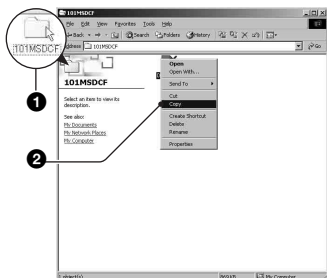 101MSDCF
File Edit View Favorites Tools Help
Back Search Folders History
Address 101MSDCF Go
101MSDCF
101MSDCF
Select an item to view its
description.
See also:
My Documents
My Network Places
My Computer
Open
Open With...
Send To
Cut
Copy
Create Shortcut
Delete
Rename
Properties
1
2
1 object(s)
My Computer